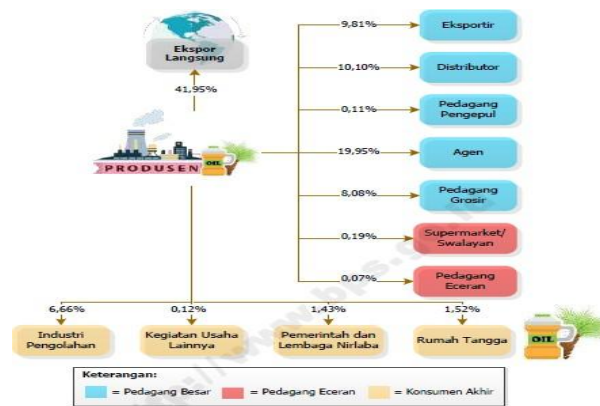 Ekspor
Langsung
41,95%
PRODUSEN
OIL
9,81%
Eksportir
10,10%
Distributor
0,11%
Pedagang
Pengepul
19,95%
Agen
8,08%
Pedagang
Grosir
0,19%
Supermarket/
Swalayan
0,07%
Pedagang
Eceran
6,66%
Industri
Pengolahan
0,12%
Kegiatan Usaha
Lainnya
1,43%
Pemerintah dan
Lembaga Nirlaba
1,52%
Rumah Tangga
OIL
Keterangan:
= Pedagang Besar
= Pedagang Eceran
= Konsumen Akhir